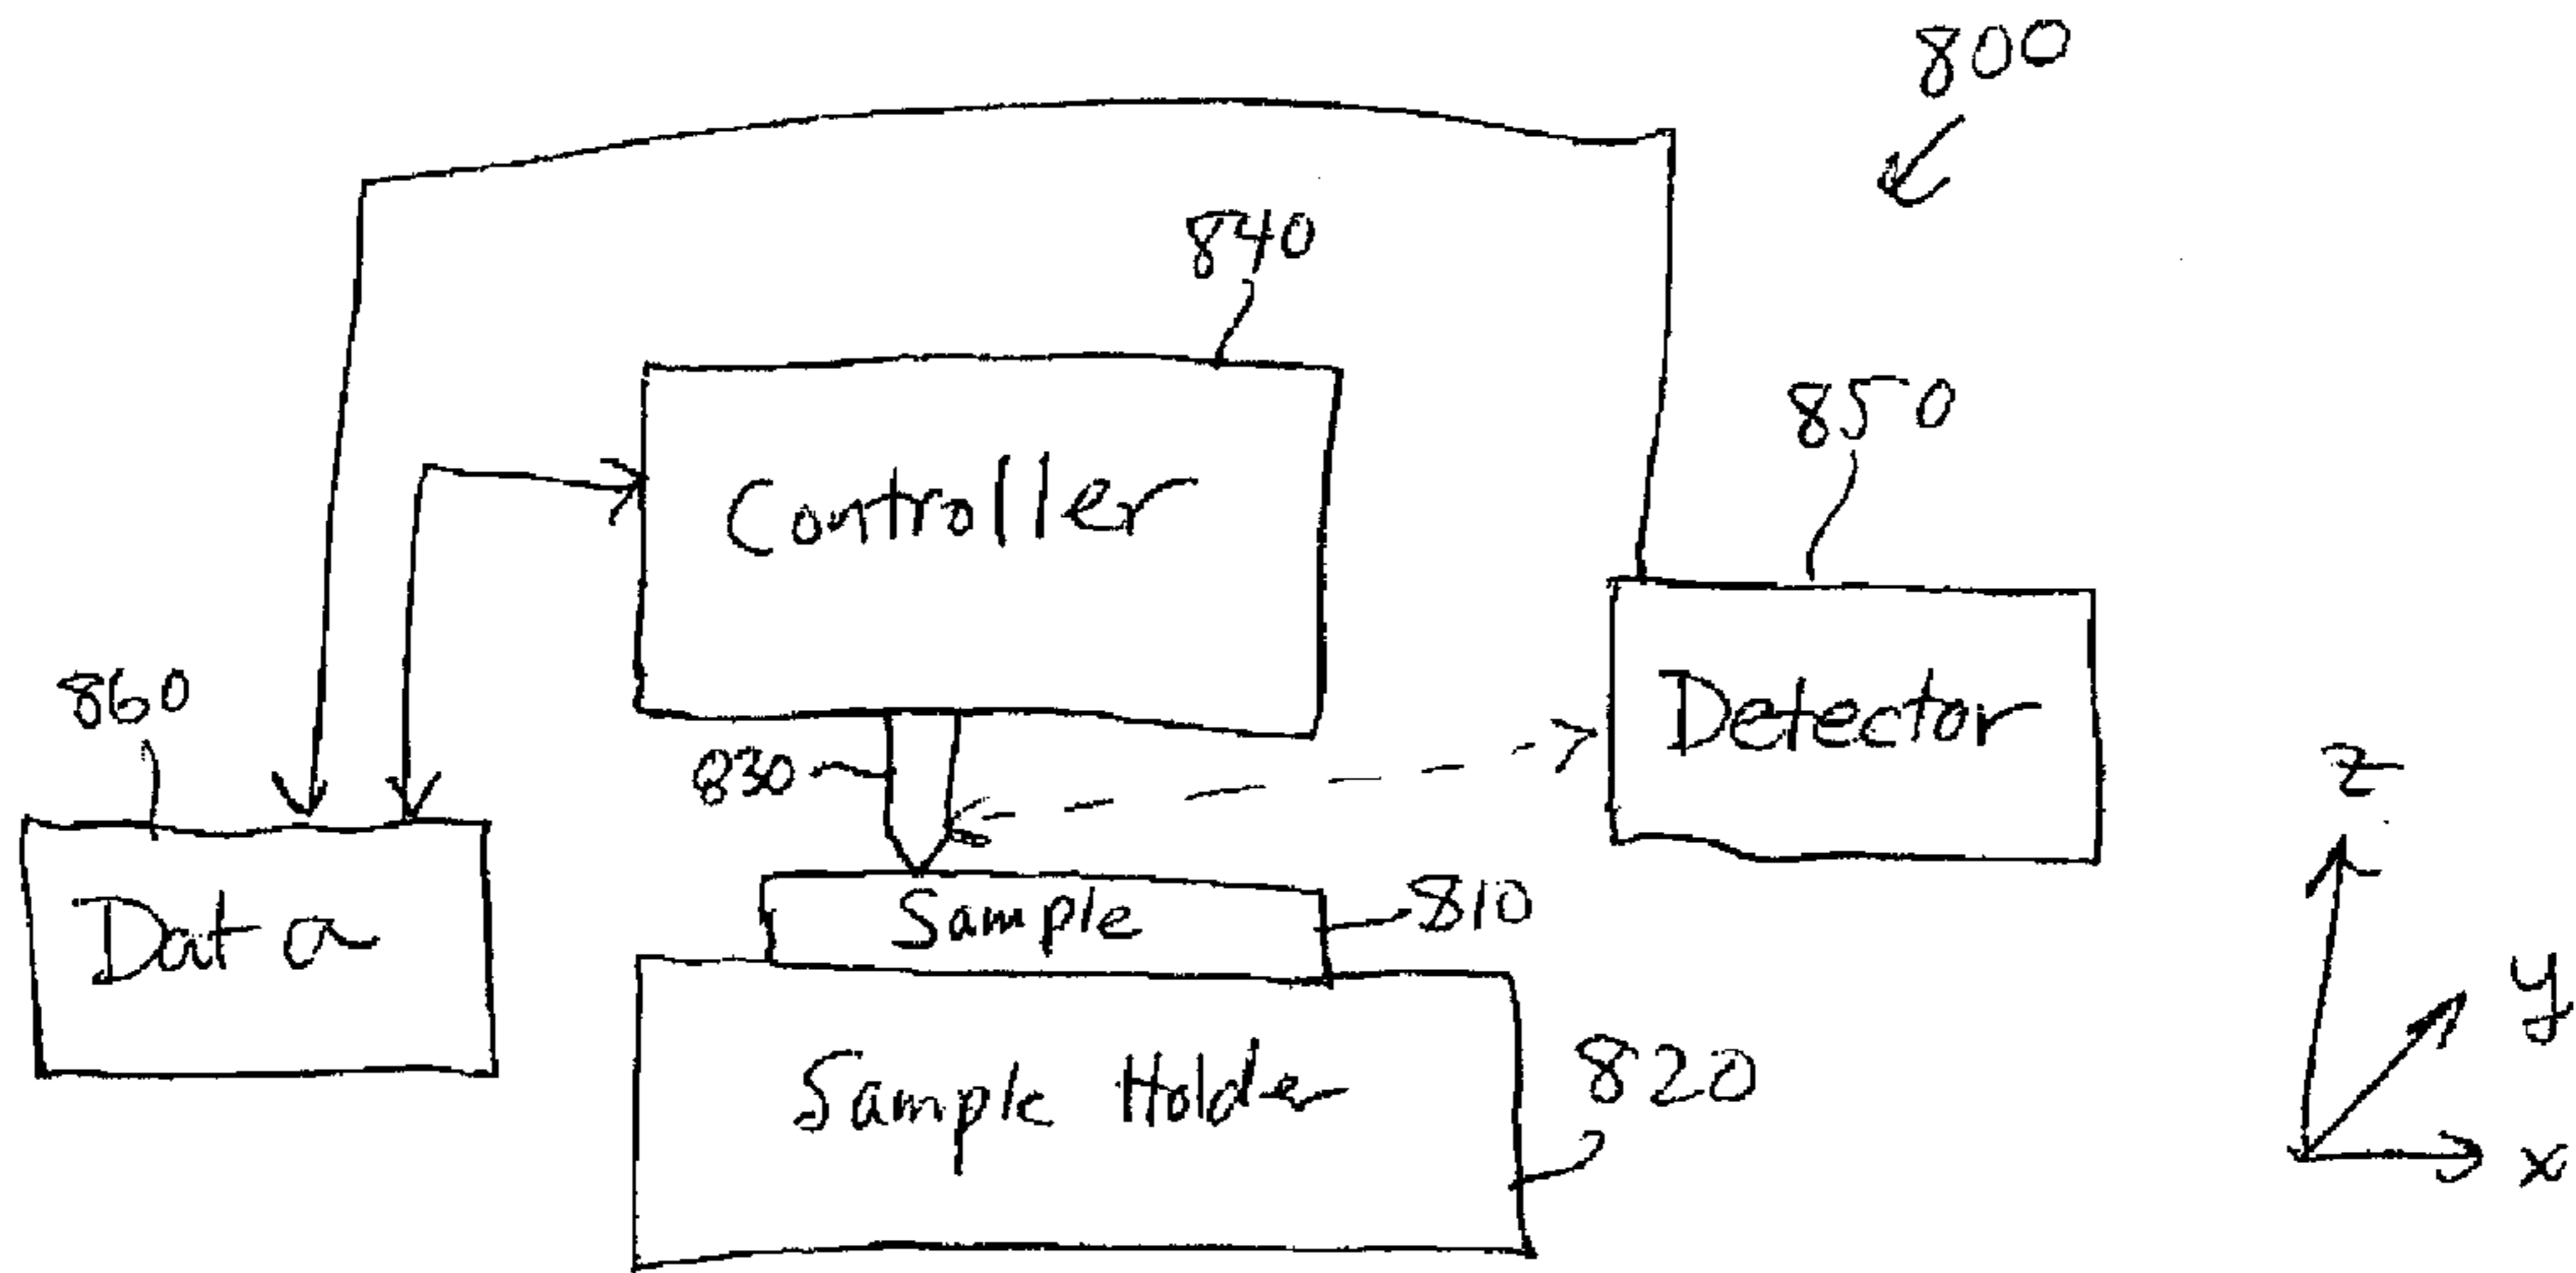 800
840
Controller
850
860
830
Detector
z
Data
Sample
810
y
Sample Holder
820
x